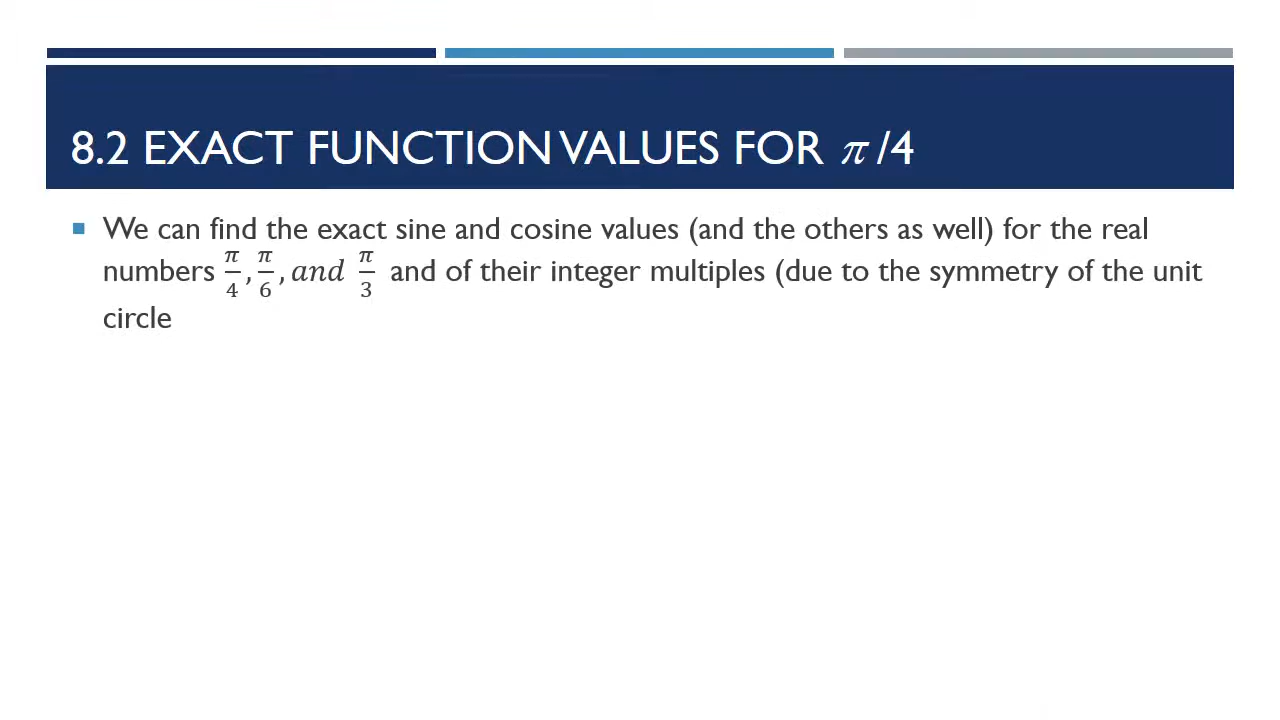 8.2 EXACT FUNCTION VALUES FOR π /4
▪ We can find the exact sine and cosine values (and the others as well) for the real
numbers π/4, π/6, and π/3 and of their integer multiples (due to the symmetry of the unit
circle